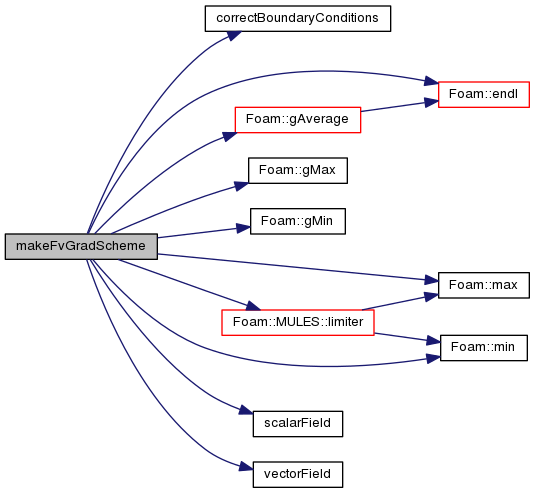 correctBoundaryConditions
Foam::endl
Foam::gAverage
Foam::gMax
Foam::gMin
makeFvGradScheme
Foam::max
Foam::MULES::limiter
Foam::min
scalarField
vectorField